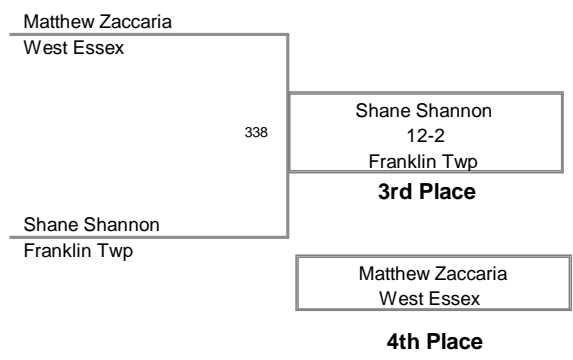 Matthew Zaccaria
West Essex
338
Shane Shannon
12-2
Franklin Twp
3rd Place
Shane Shannon
Franklin Twp
Matthew Zaccaria
West Essex
4th Place